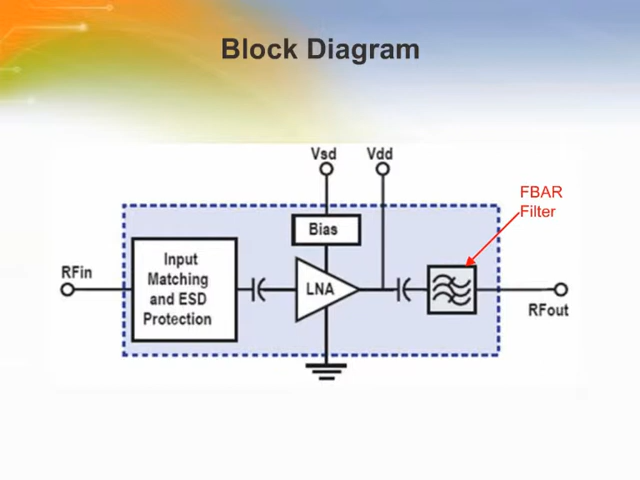 Block Diagram
Vsd
Vdd
FBAR
Filter
Bias
Input
Matching
and ESD
Protection
RFin
LNA
RFout